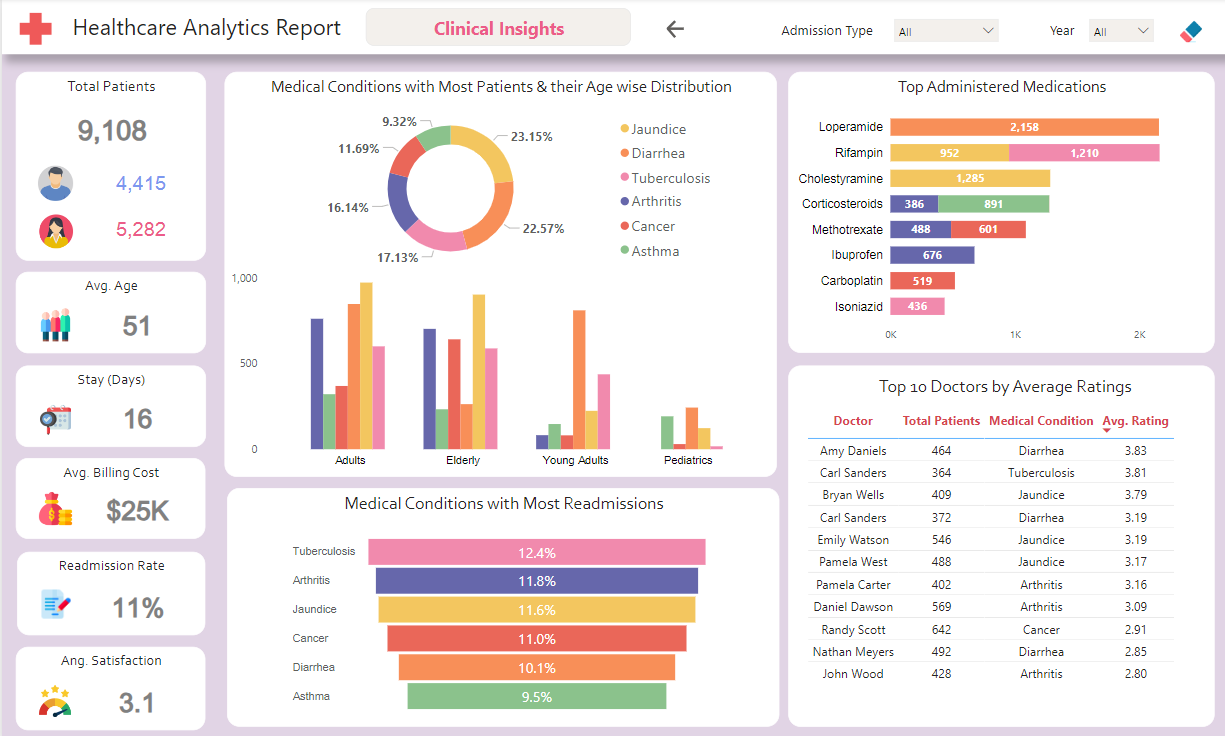 Healthcare Analytics Report
Clinical Insights
Admission Type
All
Year
All
Total Patients
9,108
4,415
5,282
Avg. Age
51
Stay (Days)
16
Avg. Billing Cost
$25K
Readmission Rate
11%
Ang. Satisfaction
3.1
Medical Conditions with Most Patients & their Age wise Distribution
9.32%
23.15%
11.69%
16.14%
22.57%
17.13%
Jaundice
Diarrhea
Tuberculosis
Arthritis
Cancer
Asthma
1,000
500
0
Adults Elderly Young Adults Pediatrics
Medical Conditions with Most Readmissions
Tuberculosis 12.4%
Arthritis 11.8%
Jaundice 11.6%
Cancer 11.0%
Diarrhea 10.1%
Asthma 9.5%
Top Administered Medications
Loperamide 2,158
Rifampin 952 1,210
Cholestyramine 1,285
Corticosteroids 386 891
Methotrexate 488 601
Ibuprofen 676
Carboplatin 519
Isoniazid 436
0K 1K 2K
Top 10 Doctors by Average Ratings
Doctor Total Patients Medical Condition Avg. Rating
Amy Daniels 464 Diarrhea 3.83
Carl Sanders 364 Tuberculosis 3.81
Bryan Wells 409 Jaundice 3.79
Carl Sanders 372 Diarrhea 3.19
Emily Watson 546 Jaundice 3.19
Pamela West 488 Jaundice 3.17
Pamela Carter 402 Arthritis 3.16
Daniel Dawson 569 Arthritis 3.09
Randy Scott 642 Cancer 2.91
Nathan Meyers 492 Diarrhea 2.85
John Wood 428 Arthritis 2.80